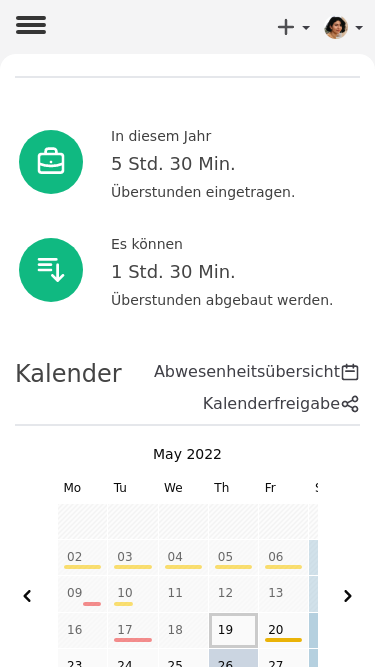 In diesem Jahr
5 Std. 30 Min.
Überstunden eingetragen.
Es können
1 Std. 30 Min.
Überstunden abgebaut werden.
Kalender
Abwesenheitsübersicht
Kalenderfreigabe
May 2022
Mo Tu We Th Fr
02 03 04 05 06
09 10 11 12 13
16 17 18 19 20
23 24 25 26 27